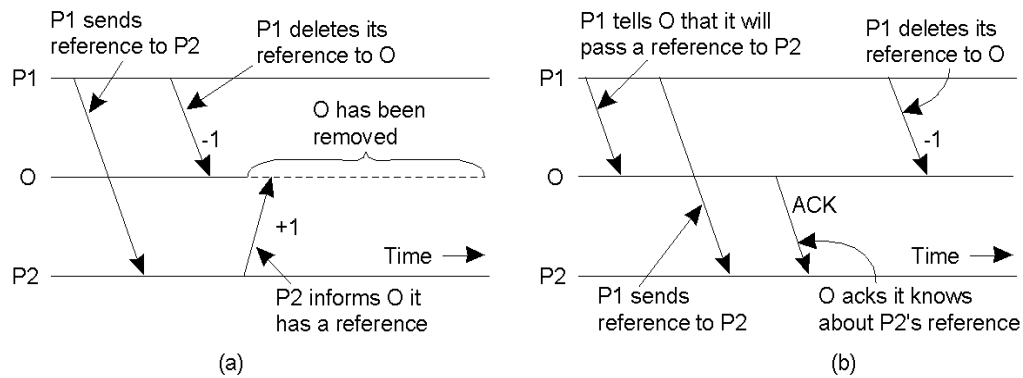 P1 sends
reference to P2
P1 deletes its
reference to O
P1
O has been
removed
-1
O
+1
Time
P2
P2 informs O it
has a reference
(a)
P1 tells O that it will
pass a reference to P2
P1 deletes its
reference to O
P1
-1
O
ACK
Time
P2
P1 sends
reference to P2
O acks it knows
about P2's reference
(b)